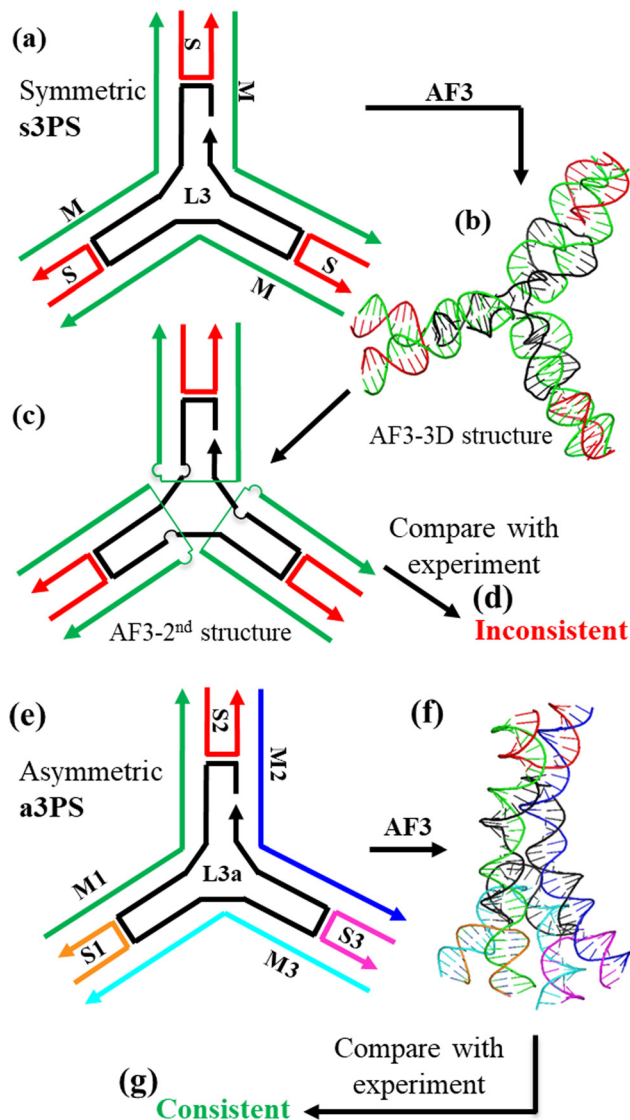 (a)
S
M
Symmetric
s3PS
AF3
L3
M
(b)
S
S
M
(c)
AF3-3D structure
Compare with
experiment
AF3-2nd structure
(d)
Inconsistent
(e)
S2
(f)
Asymmetric
a3PS
M2
AF3
M1
L3a
S1
S3
M3
Compare with
experiment
(g)
Consistent